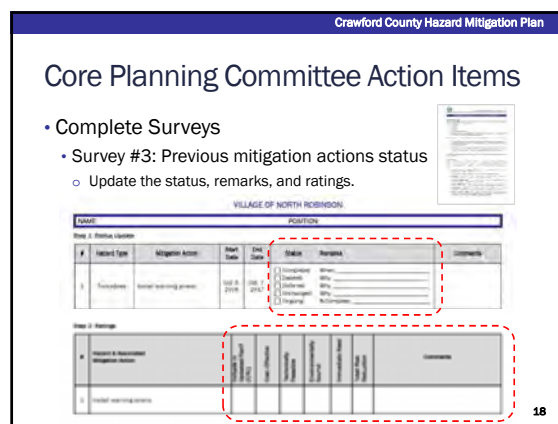 Crawford County Hazard Mitigation Plan
Core Planning Committee Action Items
• Complete Surveys
• Survey #3: Previous mitigation actions status
o Update the status, remarks, and ratings.
VILLAGE OF NORTH ROBINSON
NAME: POSITION:
Step 1: Status Update
# Hazard Type Mitigation Action Start Date End Date Status Remarks Comments
1 Tornadoes Install warning sirens
Completed When
Deleted Why
Deferred Why
Unchanged Why
Ongoing % Complete
Step 2: Ratings
# Hazard & Associated Mitigation Action Cost Effective Technically Feasible Environmentally Sound Immediate Need Comments
1 Install warning sirens
18